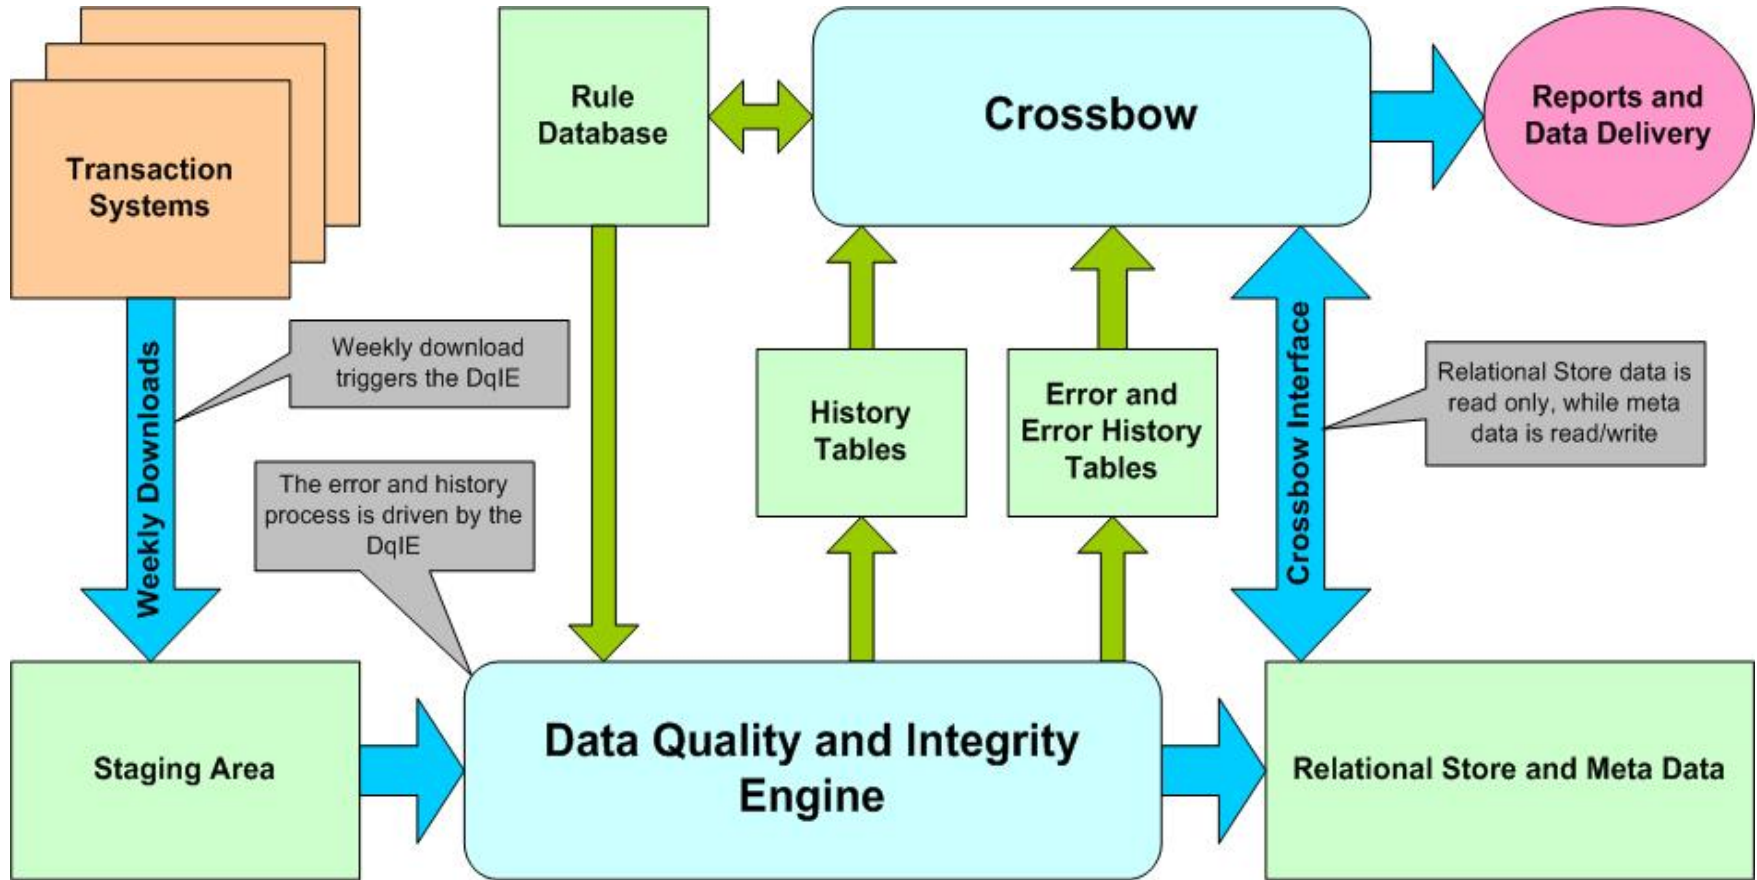 Transaction
Systems
Rule
Database
Crossbow
Reports and
Data Delivery
Weekly Downloads
Weekly download
triggers the DqIE
The error and history
process is driven by the
DqIE
History
Tables
Error and
Error History
Tables
Crossbow Interface
Relational Store data is
read only, while meta
data is read/write
Staging Area
Data Quality and Integrity
Engine
Relational Store and Meta Data